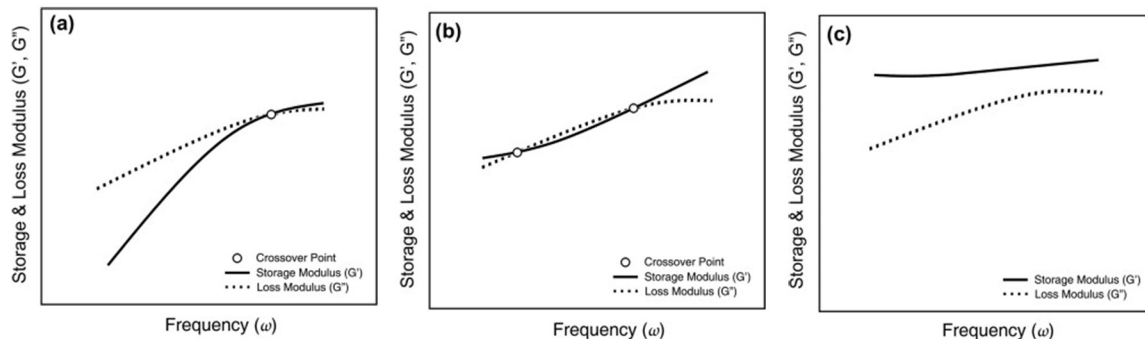 (a)
Storage & Loss Modulus (G', G")
Crossover Point
Storage Modulus (G')
Loss Modulus (G")
Frequency (ω)
(b)
Storage & Loss Modulus (G', G")
Crossover Point
Storage Modulus (G')
Loss Modulus (G")
Frequency (ω)
(c)
Storage & Loss Modulus (G', G")
Storage Modulus (G')
Loss Modulus (G")
Frequency (ω)